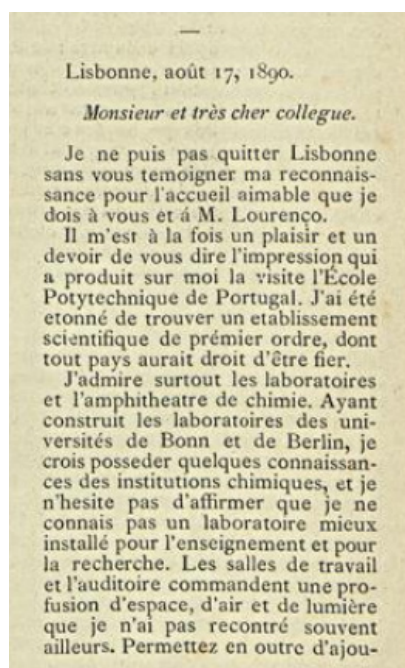 Lisbonne, août 17, 1890.
Monsieur et très cher collegue.
Je ne puis pas quitter Lisbonne
sans vous temoigner ma reconnais-
sance pour l'accueil aimable que je
dois à vous et á M. Lourenço.
Il m'est à la fois un plaisir et un
devoir de vous dire l'impression qui
a produit sur moi la visite l'École
Potytechnique de Portugal. J'ai été
etonné de trouver un etablissement
scientifique de prémier ordre, dont
tout pays aurait droit d'être fier.
J'admire surtout les laboratoires
et l'amphitheatre de chimie. Ayant
construit les laboratoires des uni-
versités de Bonn et de Berlin, je
crois posseder quelques connaissan-
ces des institutions chimiques, et je
n'hesite pas d'affirmer que je ne
connais pas un laboratoire mieux
installé pour l'enseignement et pour
la recherche. Les salles de travail
et l'auditoire commandent une pro-
fusion d'espace, d'air et de lumière
que je n'ai pas recontré souvent
ailleurs. Permettez en outre d'ajou-